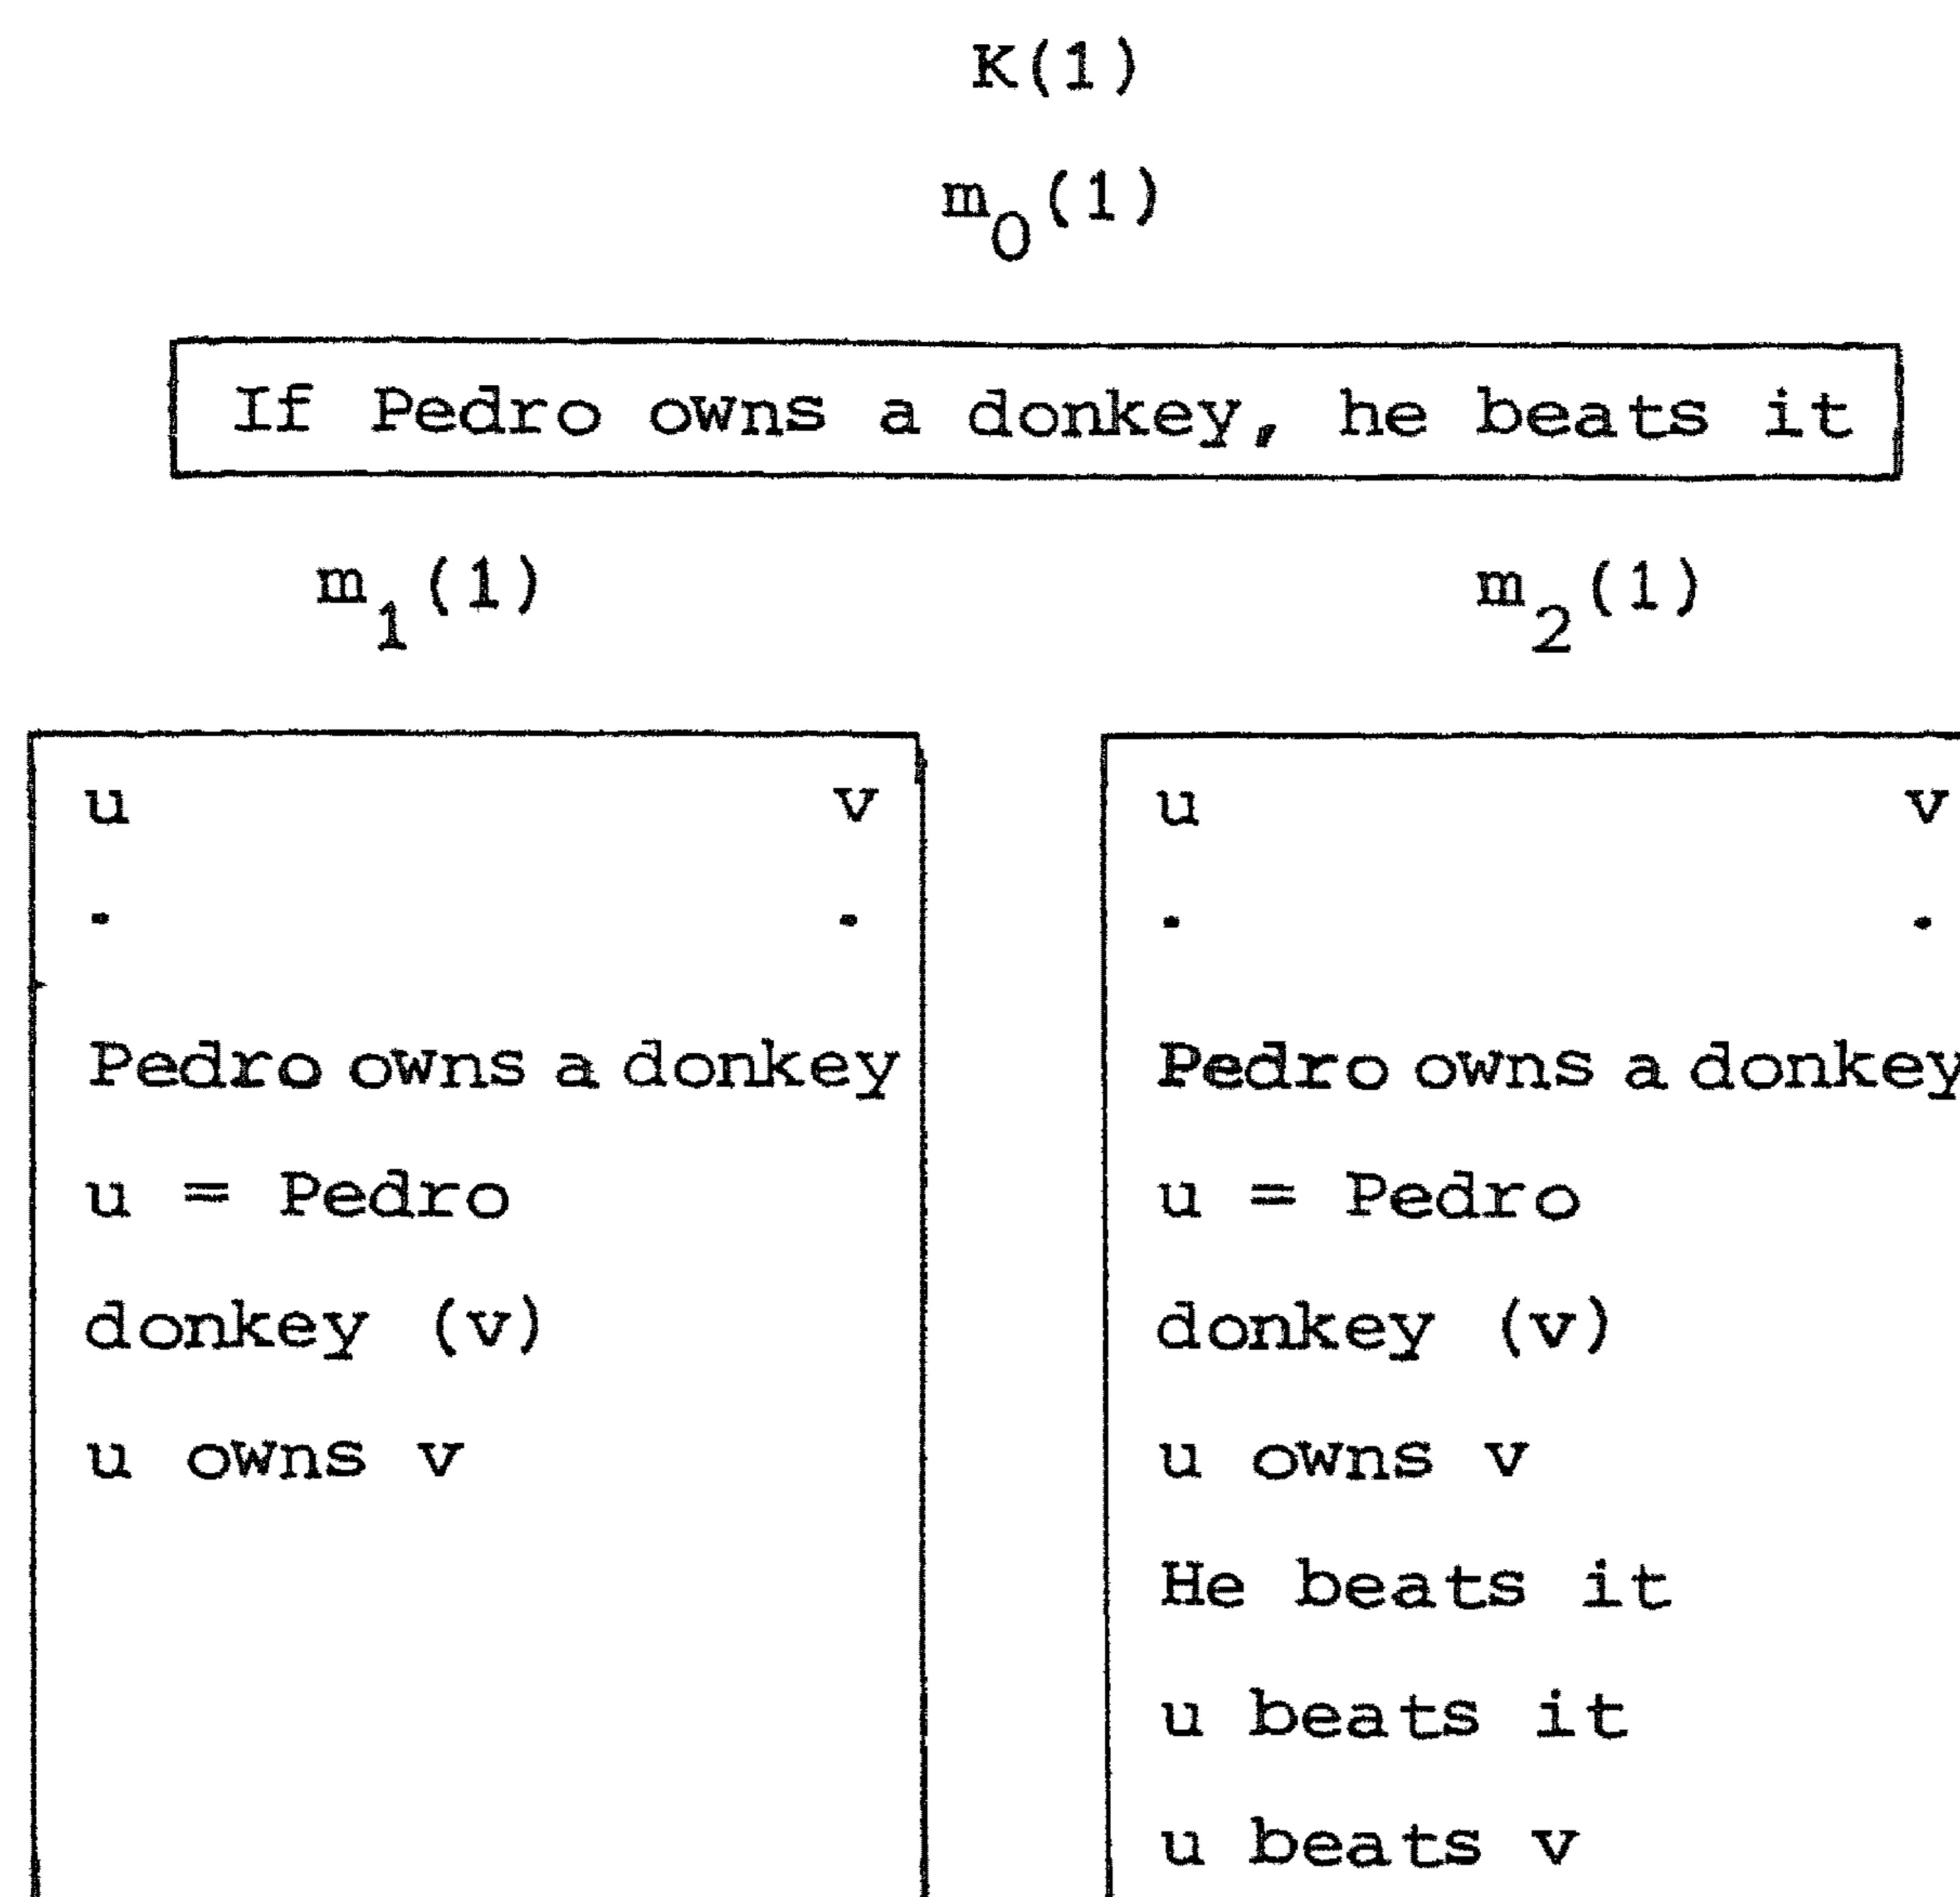 K(1)
m0(1)
If Pedro owns a donkey, he beats it
m1(1) m2(1)
u v u v
. . . .
Pedro owns a donkey Pedro owns a donkey
u = Pedro u = Pedro
donkey (v) donkey (v)
u owns v u owns v
He beats it
u beats it
u beats v